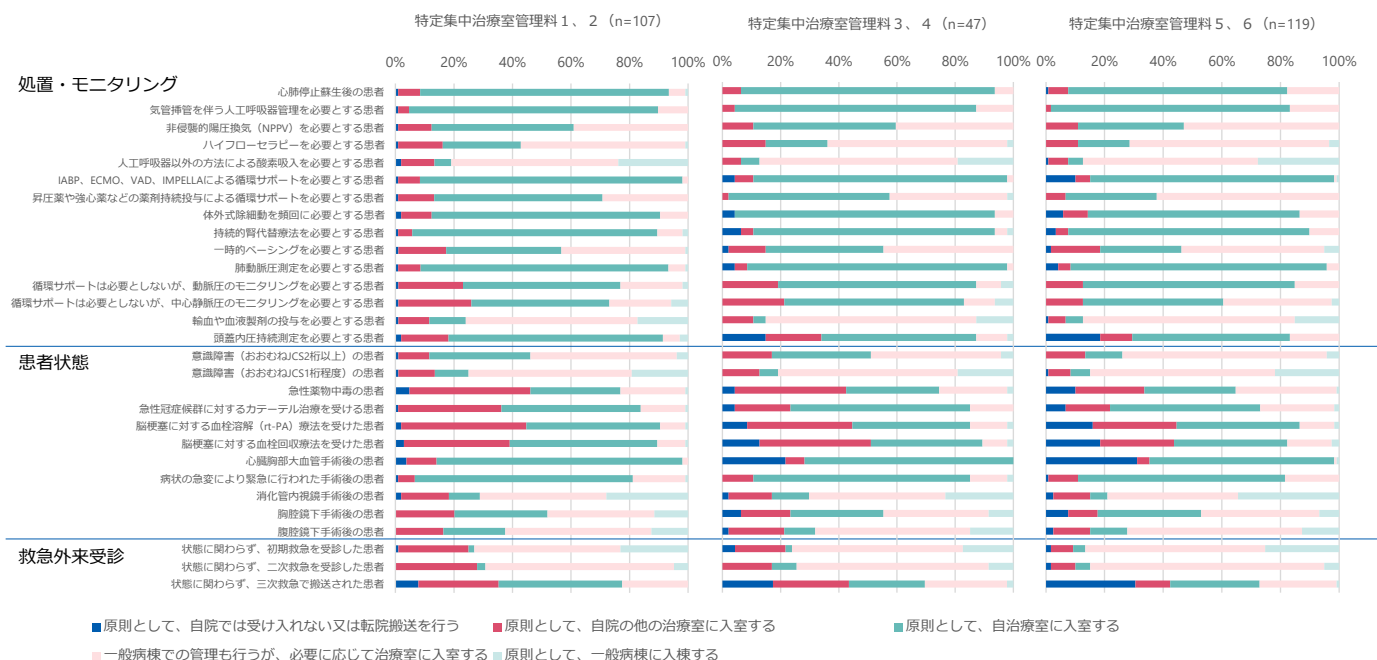 特定集中治療室管理料１、２（n=107）
特定集中治療室管理料３、４（n=47）
特定集中治療室管理料５、６（n=119）
0% 20% 40% 60% 80% 100%
0% 20% 40% 60% 80% 100%
0% 20% 40% 60% 80% 100%
処置・モニタリング
心肺停止蘇生後の患者
気管挿管を伴う人工呼吸器管理を必要とする患者
非侵襲的陽圧換気（NPPV）を必要とする患者
ハイフローセラピーを必要とする患者
人工呼吸器以外の方法による酸素吸入を必要とする患者
IABP、ECMO、VAD、IMPELLAによる循環サポートを必要とする患者
昇圧薬や強心薬などの薬剤持続投与による循環サポートを必要とする患者
体外式除細動を頻回に必要とする患者
持続的腎代替療法を必要とする患者
一時的ペーシングを必要とする患者
肺動脈圧測定を必要とする患者
循環サポートは必要としないが、動脈圧のモニタリングを必要とする患者
循環サポートは必要としないが、中心静脈圧のモニタリングを必要とする患者
輸血や血液製剤の投与を必要とする患者
頭蓋内圧持続測定を必要とする患者
患者状態
意識障害（おおむねJCS2桁以上）の患者
意識障害（おおむねJCS1桁程度）の患者
急性薬物中毒の患者
急性冠症候群に対するカテーテル治療を受ける患者
脳梗塞に対する血栓溶解（rt-PA）療法を受けた患者
脳梗塞に対する血栓回収療法を受けた患者
心臓胸部大血管手術後の患者
病状の急変により緊急に行われた手術後の患者
消化管内視鏡手術後の患者
胸腔鏡下手術後の患者
腹腔鏡下手術後の患者
救急外来受診
状態に関わらず、初期救急を受診した患者
状態に関わらず、二次救急を受診した患者
状態に関わらず、三次救急で搬送された患者
原則として、自院では受け入れない又は転院搬送を行う
原則として、自院の他の治療室に入室する
原則として、自治療室に入室する
一般病棟での管理も行うが、必要に応じて治療室に入室する
原則として、一般病棟に入棟する